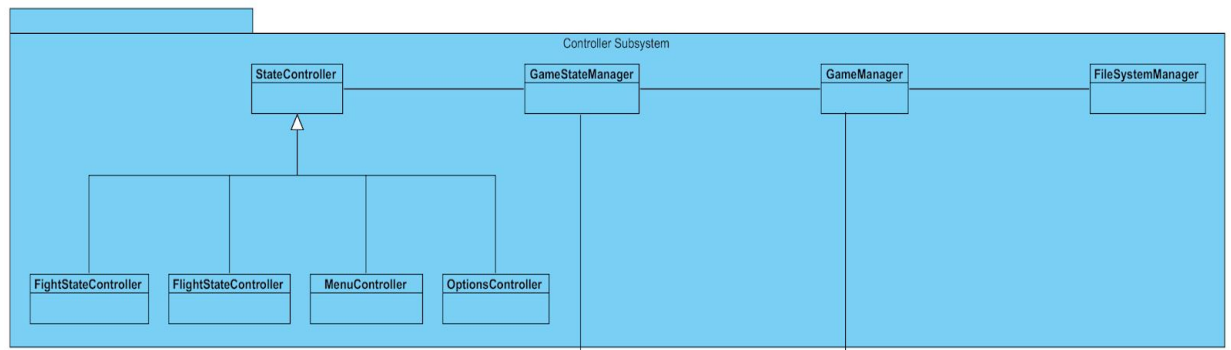 Controller Subsystem
StateController
GameStateManager
GameManager
FileSystemManager
FightStateController
FlightStateController
MenuController
OptionsController